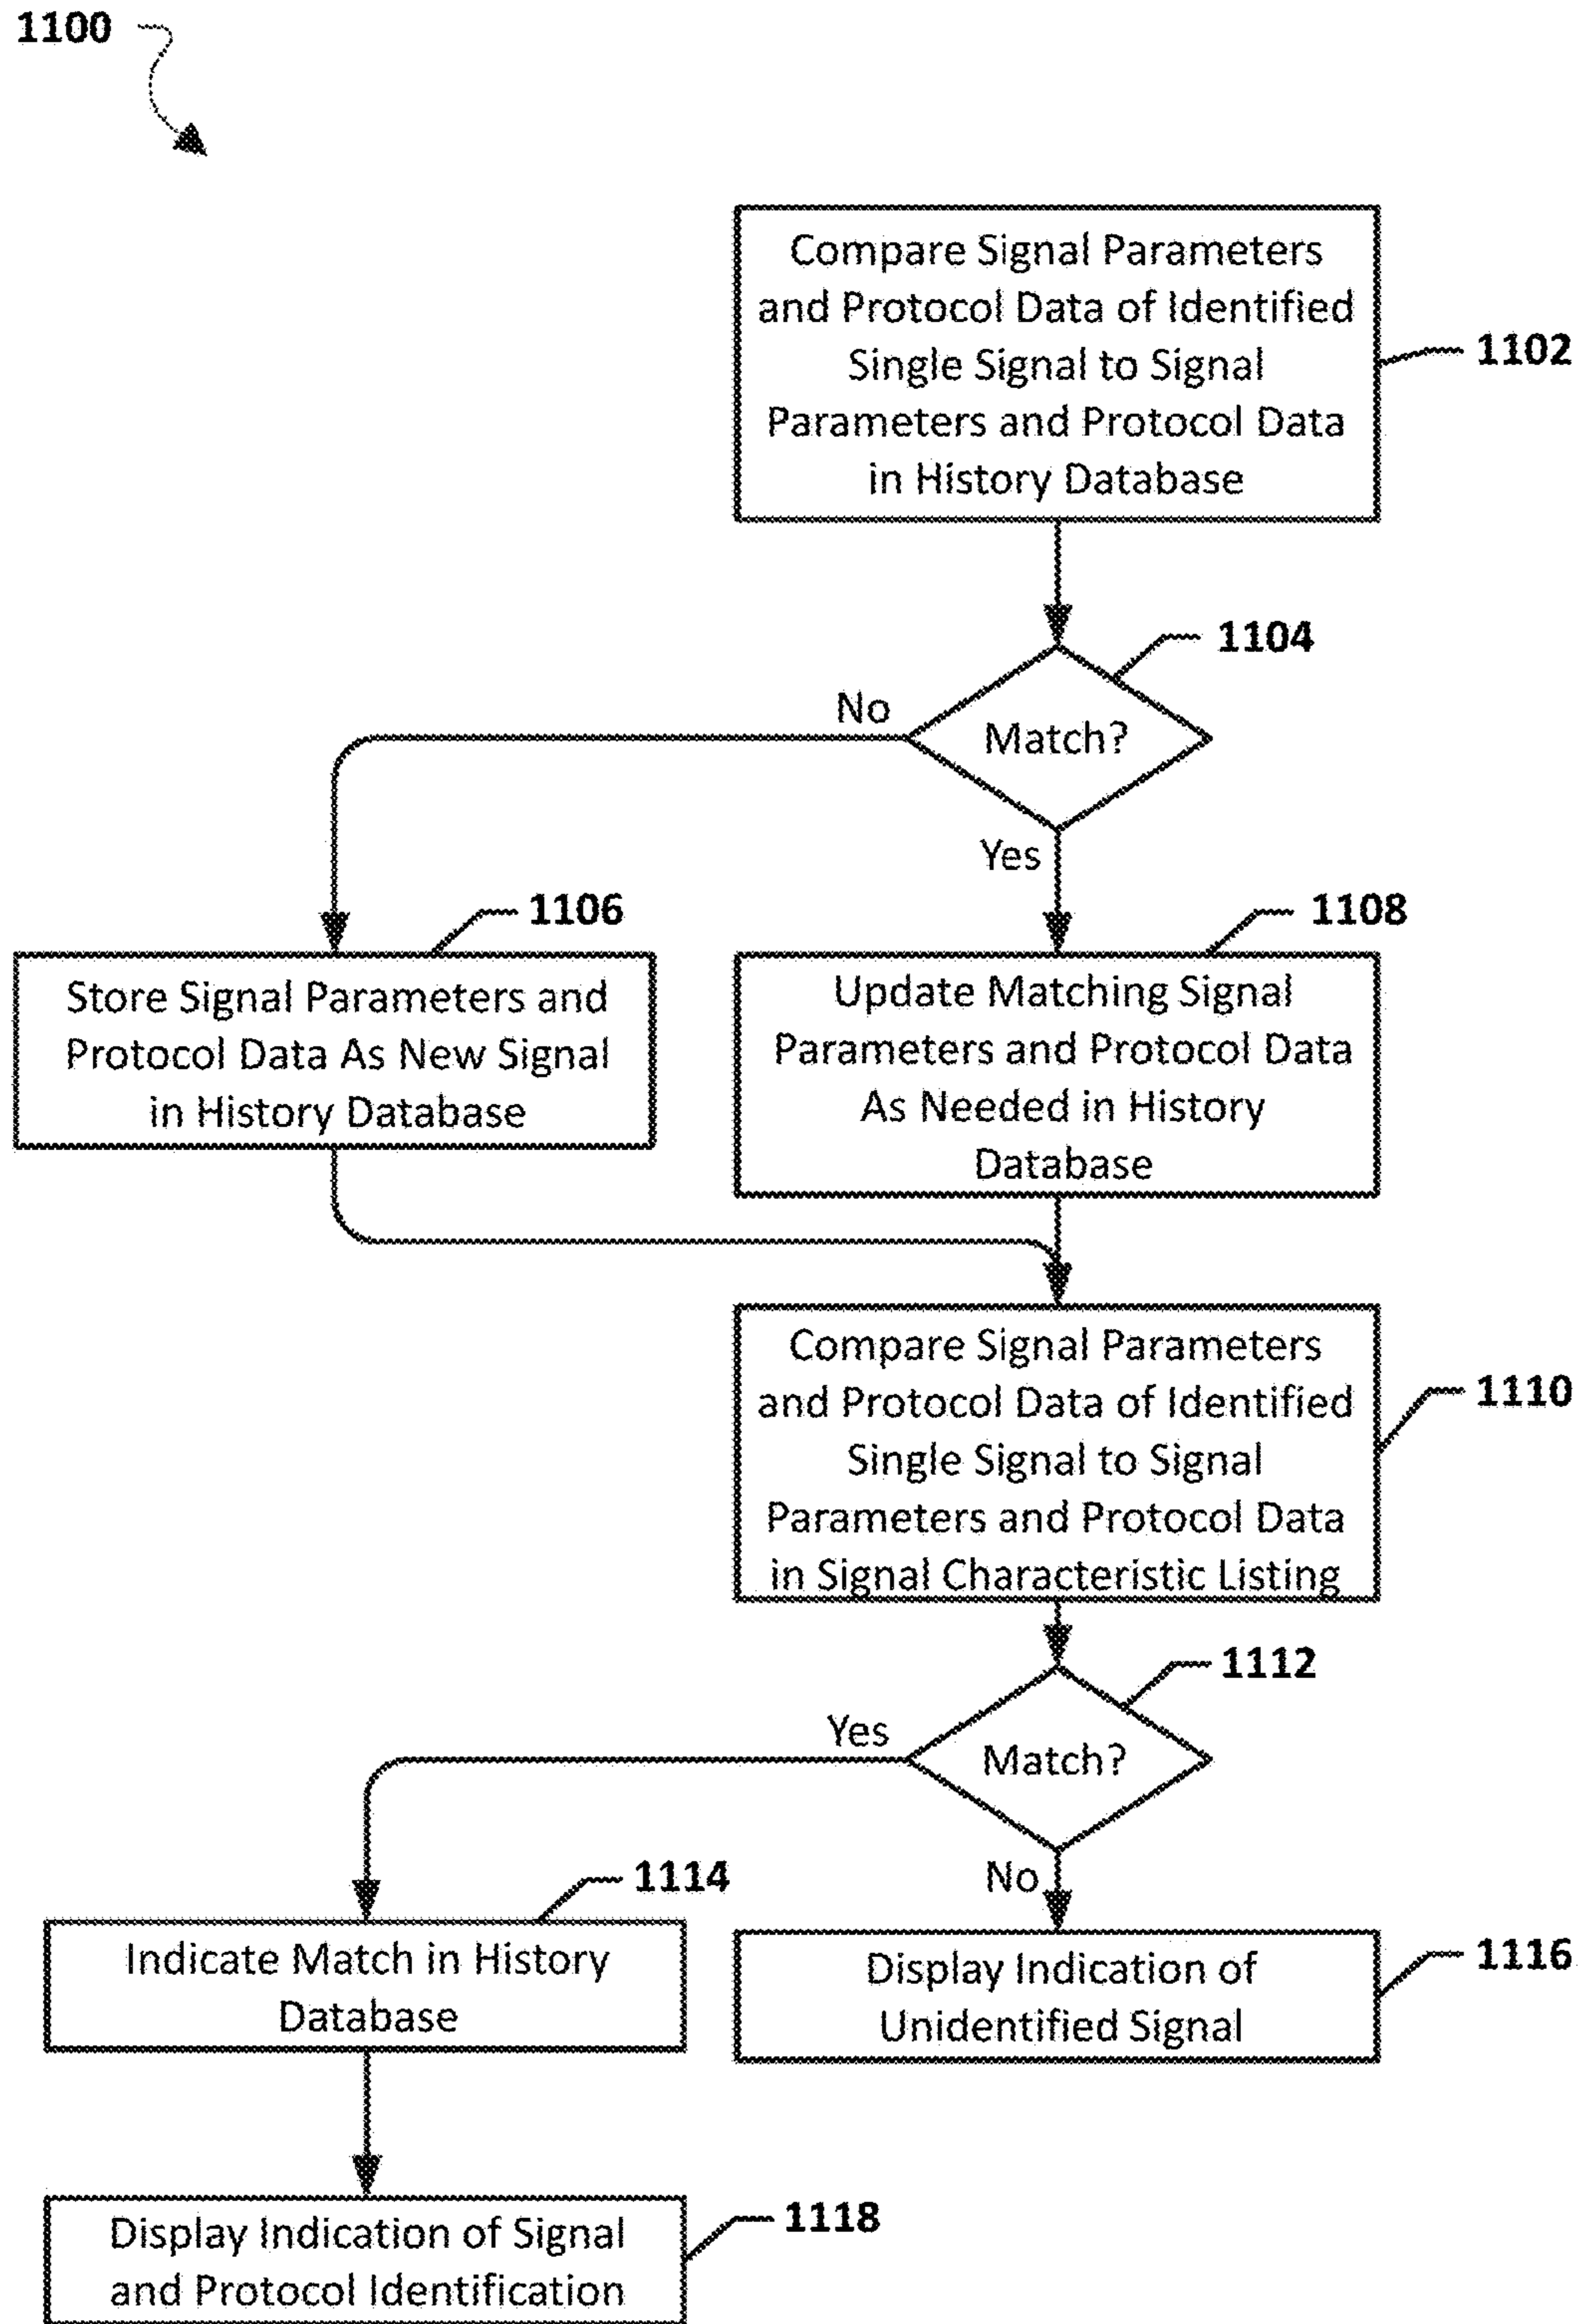 1100
Compare Signal Parameters
and Protocol Data of Identified
Single Signal to Signal
Parameters and Protocol Data
in History Database
1102
1104
No
Match?
Yes
1106
1108
Store Signal Parameters and
Protocol Data As New Signal
in History Database
Update Matching Signal
Parameters and Protocol Data
As Needed in History
Database
Compare Signal Parameters
and Protocol Data of Identified
Single Signal to Signal
Parameters and Protocol Data
in Signal Characteristic Listing
1110
1112
Yes
Match?
No
1114
Indicate Match in History
Database
Display Indication of
Unidentified Signal
1116
Display Indication of Signal
and Protocol Identification
1118